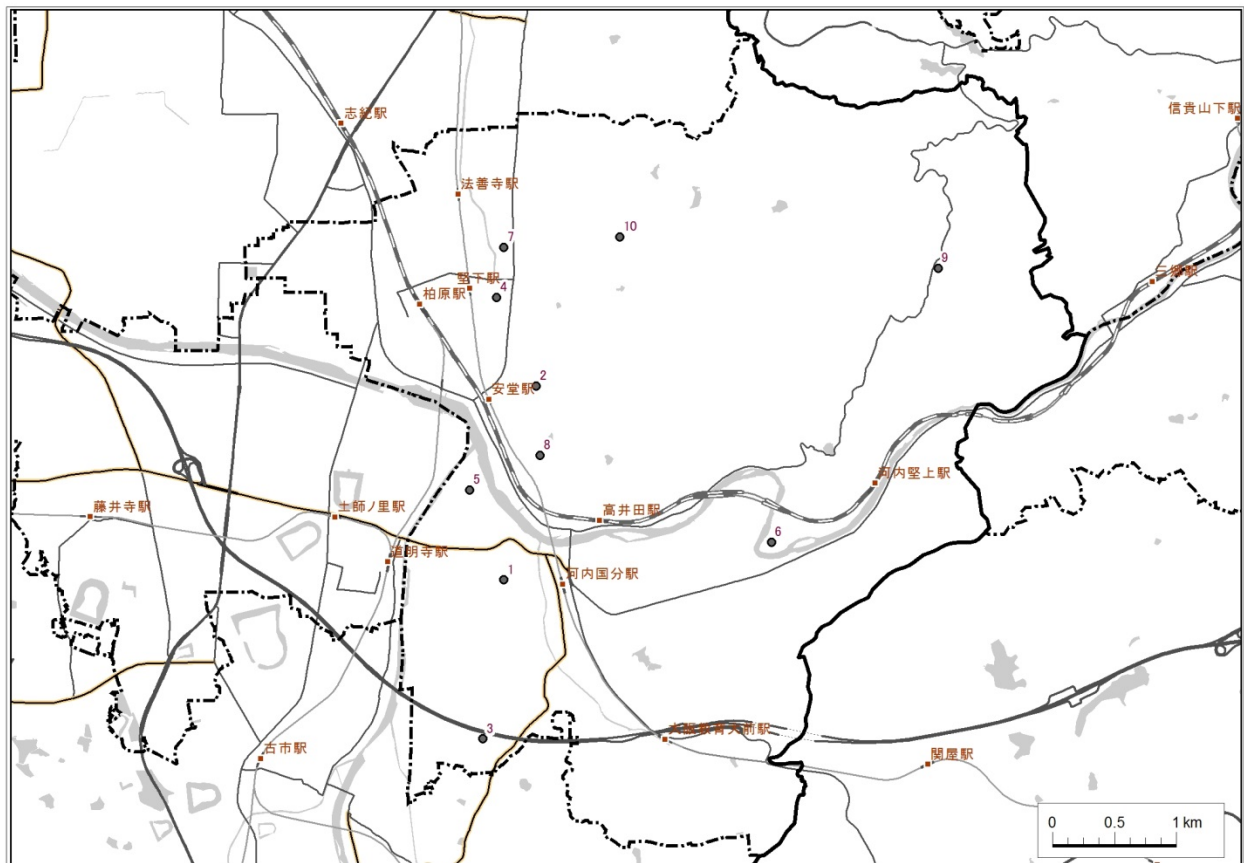 信貴山下駅
志紀駅
法善寺駅
7
10
9
堅下駅
三郷駅
4
柏原駅
2
安堂駅
8
河内堅上駅
5
藤井寺駅
土師ノ里駅
高井田駅
6
道明寺駅
1
河内国分駅
3
大阪教育大前駅
古市駅
関屋駅
0
0.5
1 km